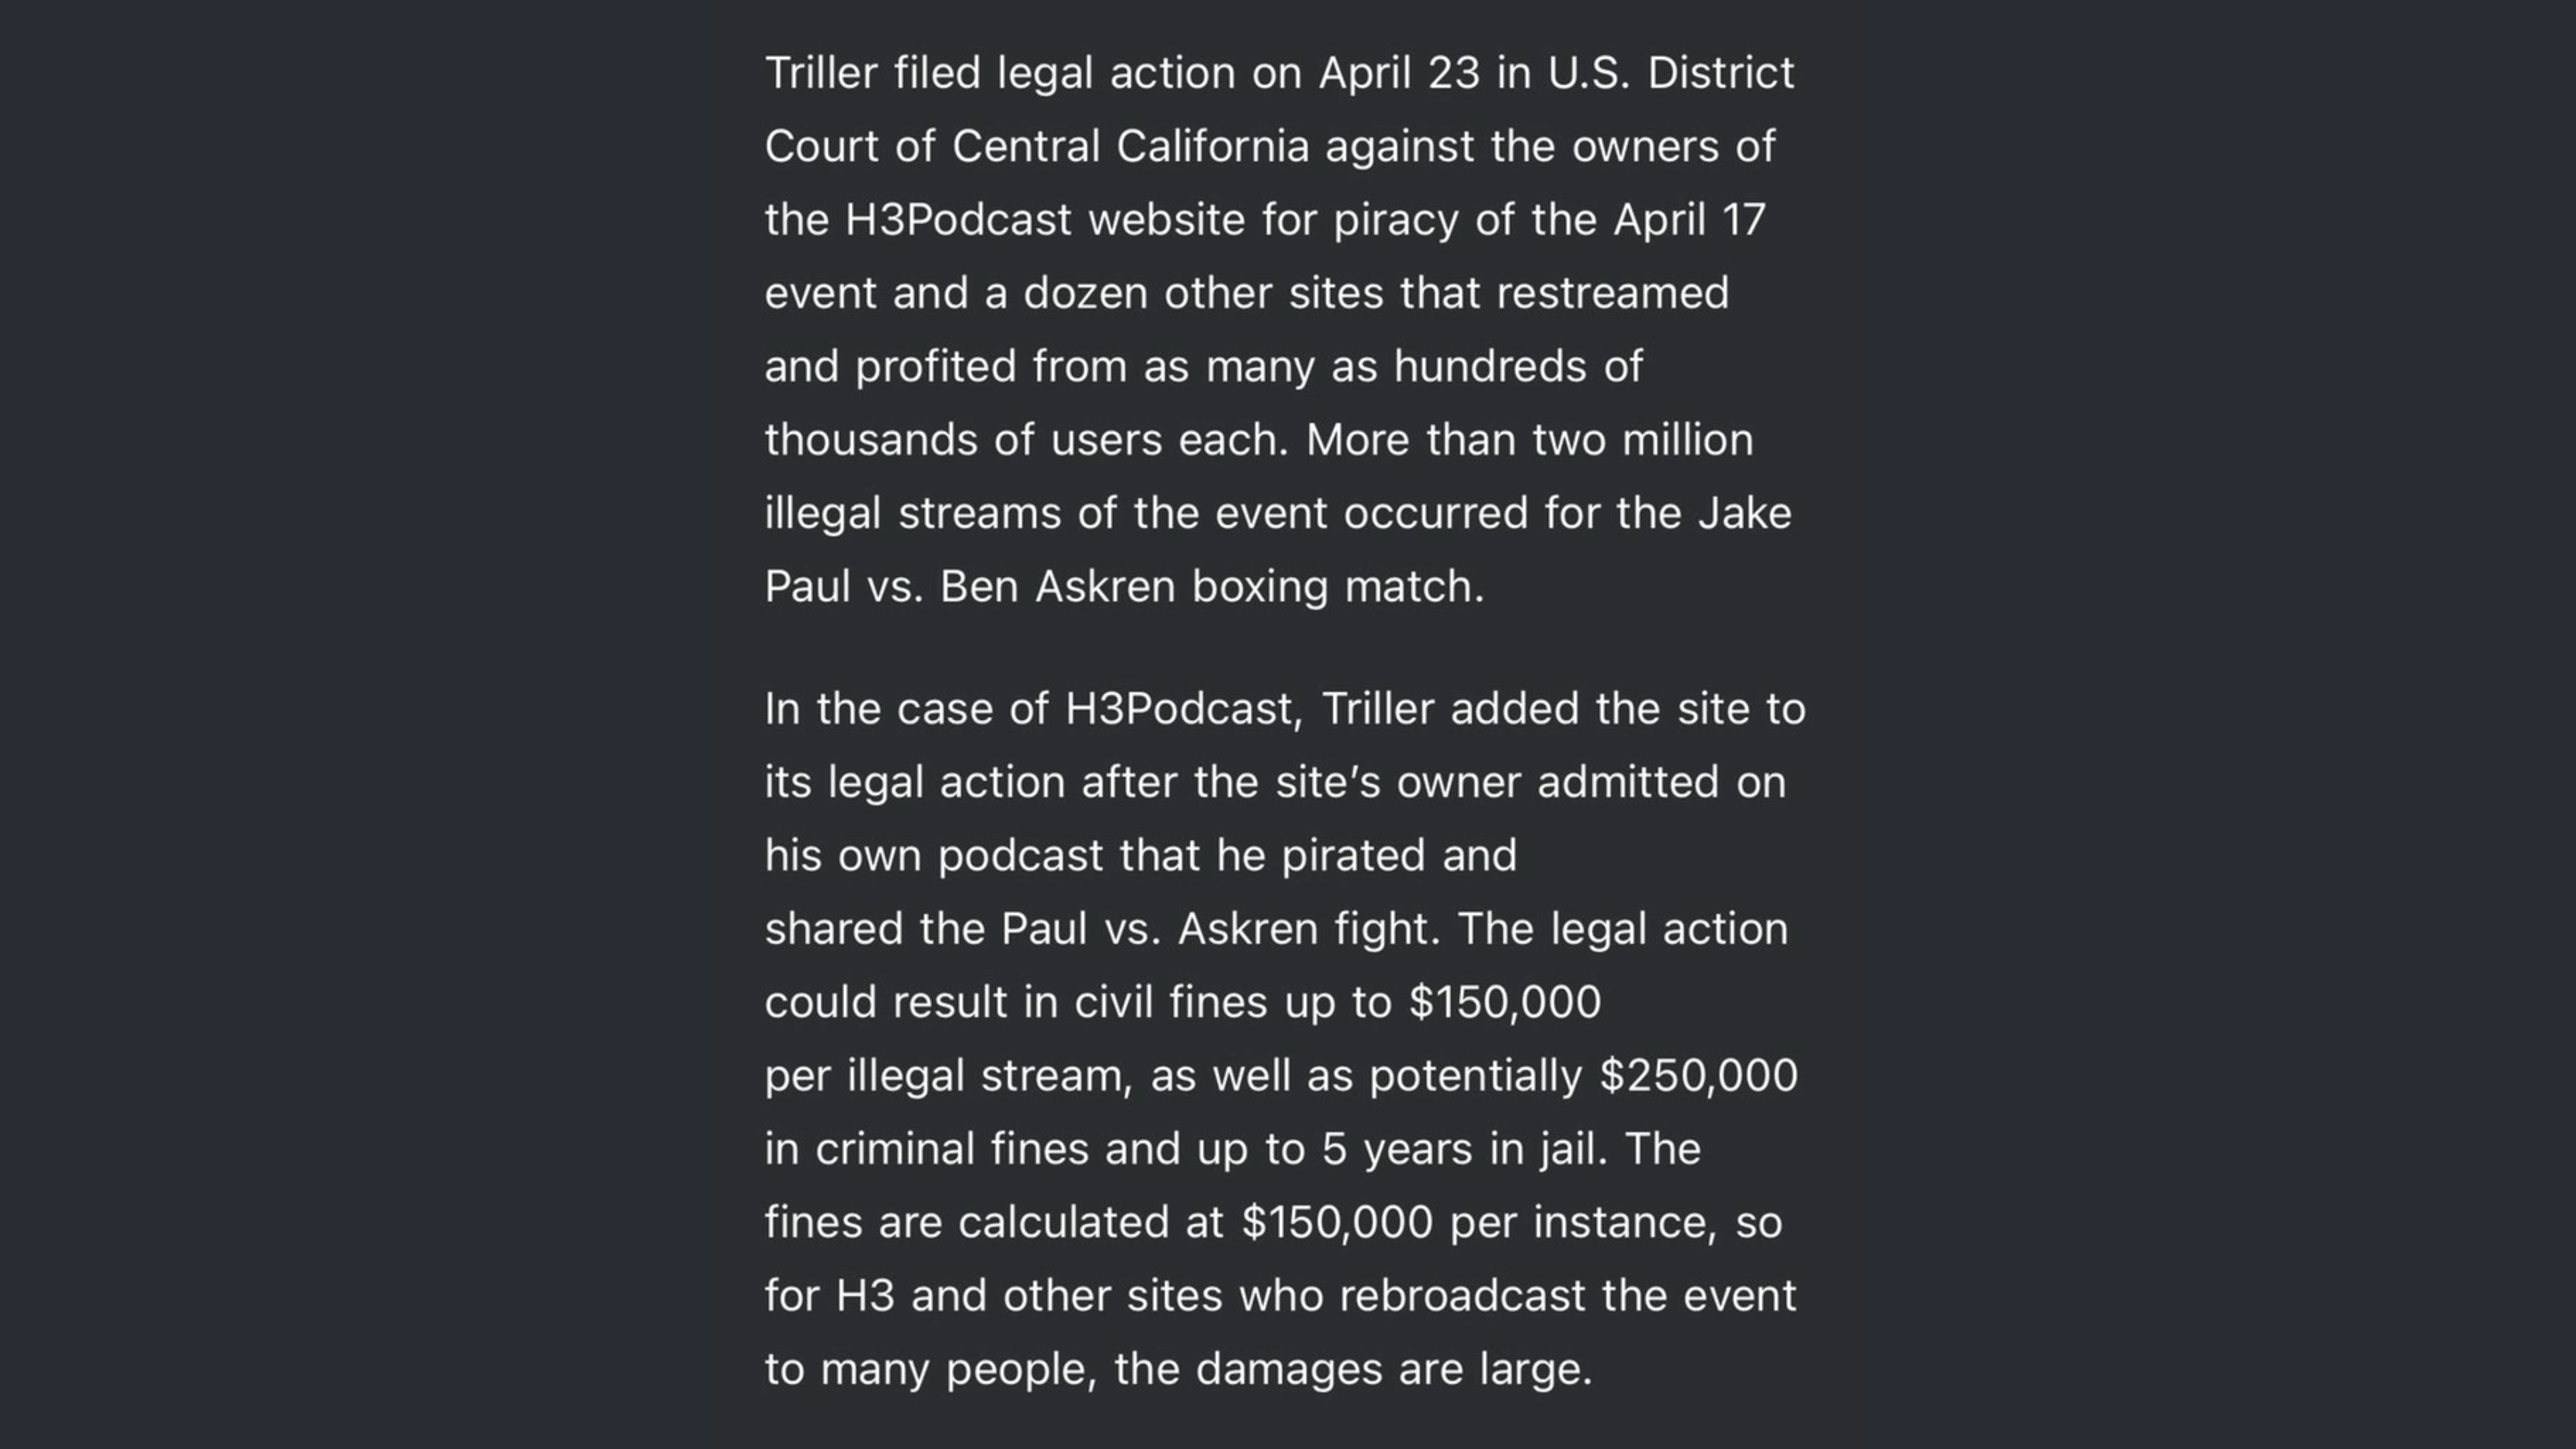 Triller filed legal action on April 23 in U.S. District
Court of Central California against the owners of
the H3Podcast website for piracy of the April 17
event and a dozen other sites that restreamed
and profited from as many as hundreds of
thousands of users each. More than two million
illegal streams of the event occurred for the Jake
Paul vs. Ben Askren boxing match.
In the case of H3Podcast, Triller added the site to
its legal action after the site’s owner admitted on
his own podcast that he pirated and
shared the Paul vs. Askren fight. The legal action
could result in civil fines up to $150,000
per illegal stream, as well as potentially $250,000
in criminal fines and up to 5 years in jail. The
fines are calculated at $150,000 per instance, so
for H3 and other sites who rebroadcast the event
to many people, the damages are large.